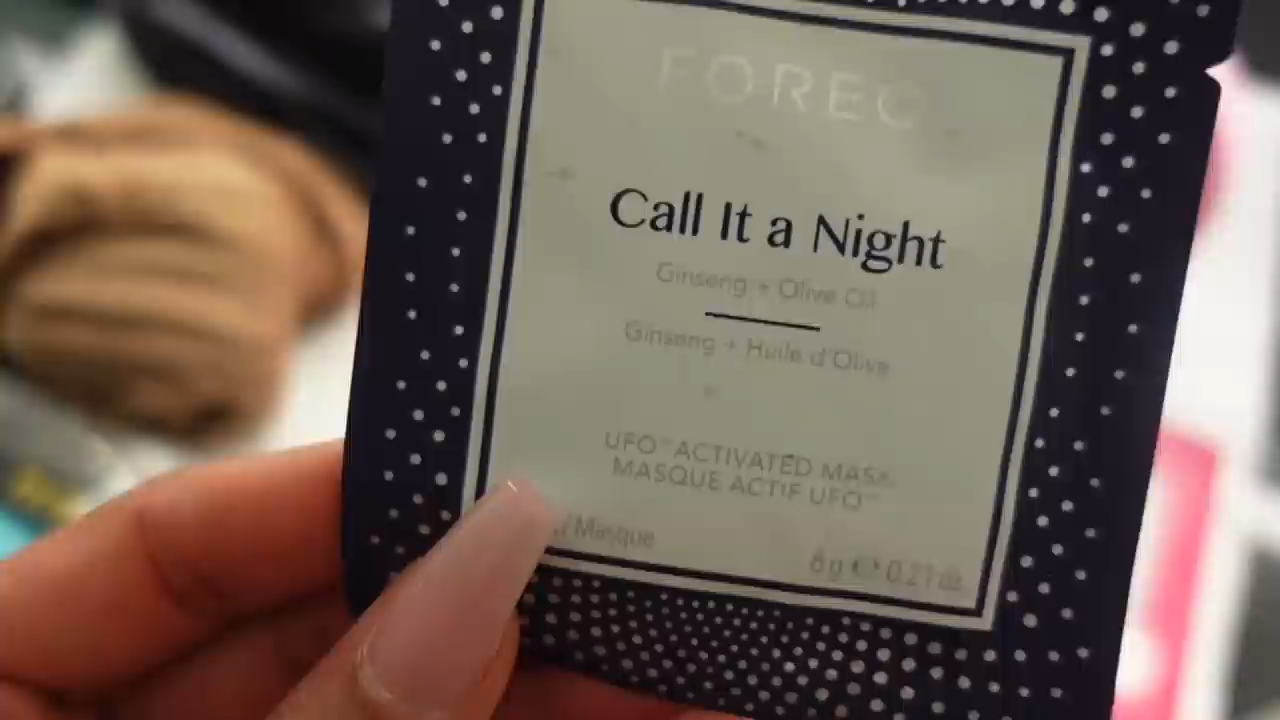 FOREO
Call It a Night
Ginseng + Olive Oil
Ginseng + Huile d'Olive
UFO™ ACTIVATED MASK
MASQUE ACTIF UFO™
/Masque
6g ℮ 0.21 oz